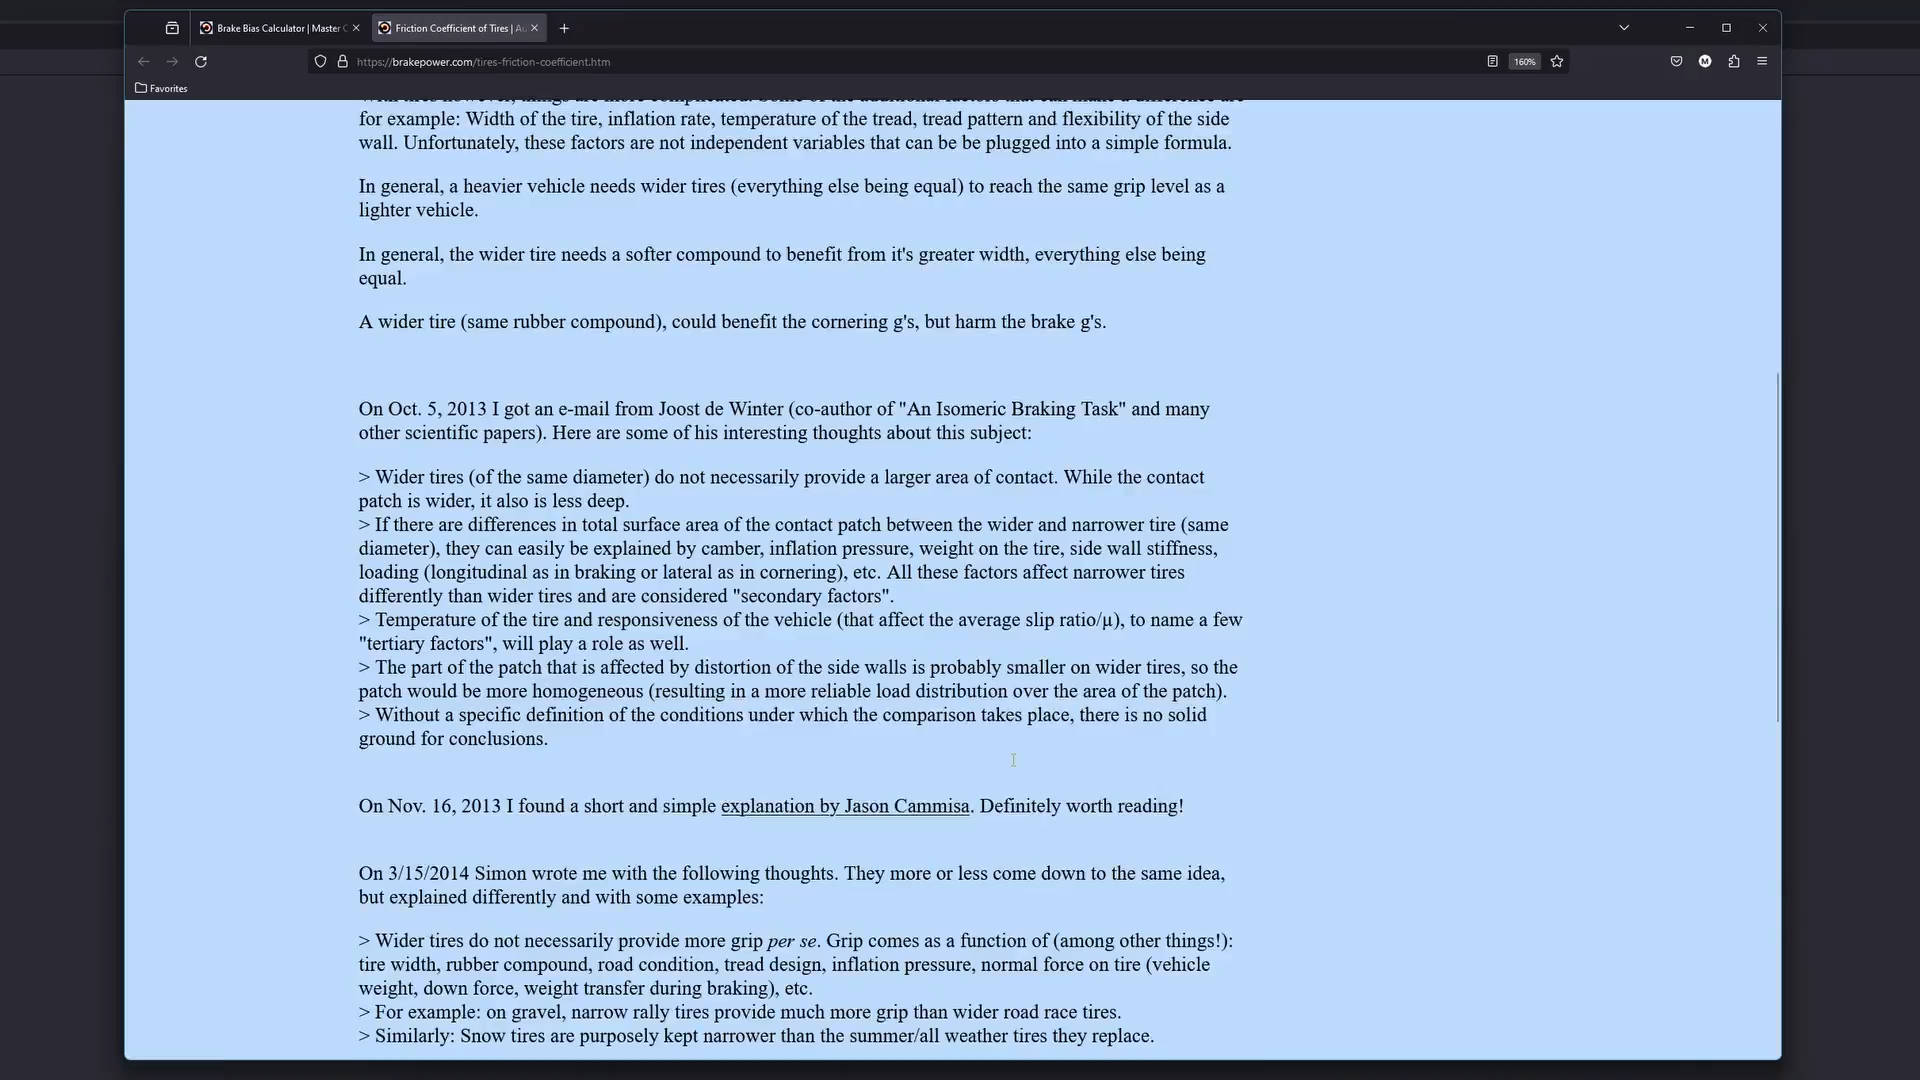 Brake Bias Calculator | Master C
Friction Coefficient of Tires | Au
https://brakepower.com/tires-friction-coefficient.htm
160%
M
Favorites
With tires however, things are more complicated. Some of the additional factors that can make a difference are
for example: Width of the tire, inflation rate, temperature of the tread, tread pattern and flexibility of the side
wall. Unfortunately, these factors are not independent variables that can be be plugged into a simple formula.
In general, a heavier vehicle needs wider tires (everything else being equal) to reach the same grip level as a
lighter vehicle.
In general, the wider tire needs a softer compound to benefit from it's greater width, everything else being
equal.
A wider tire (same rubber compound), could benefit the cornering g's, but harm the brake g's.
On Oct. 5, 2013 I got an e-mail from Joost de Winter (co-author of "An Isomeric Braking Task" and many
other scientific papers). Here are some of his interesting thoughts about this subject:
> Wider tires (of the same diameter) do not necessarily provide a larger area of contact. While the contact
patch is wider, it also is less deep.
> If there are differences in total surface area of the contact patch between the wider and narrower tire (same
diameter), they can easily be explained by camber, inflation pressure, weight on the tire, side wall stiffness,
loading (longitudinal as in braking or lateral as in cornering), etc. All these factors affect narrower tires
differently than wider tires and are considered "secondary factors".
> Temperature of the tire and responsiveness of the vehicle (that affect the average slip ratio/µ), to name a few
"tertiary factors", will play a role as well.
> The part of the patch that is affected by distortion of the side walls is probably smaller on wider tires, so the
patch would be more homogeneous (resulting in a more reliable load distribution over the area of the patch).
> Without a specific definition of the conditions under which the comparison takes place, there is no solid
ground for conclusions.
On Nov. 16, 2013 I found a short and simple explanation by Jason Cammisa. Definitely worth reading!
On 3/15/2014 Simon wrote me with the following thoughts. They more or less come down to the same idea,
but explained differently and with some examples:
> Wider tires do not necessarily provide more grip per se. Grip comes as a function of (among other things!):
tire width, rubber compound, road condition, tread design, inflation pressure, normal force on tire (vehicle
weight, down force, weight transfer during braking), etc.
> For example: on gravel, narrow rally tires provide much more grip than wider road race tires.
> Similarly: Snow tires are purposely kept narrower than the summer/all weather tires they replace.